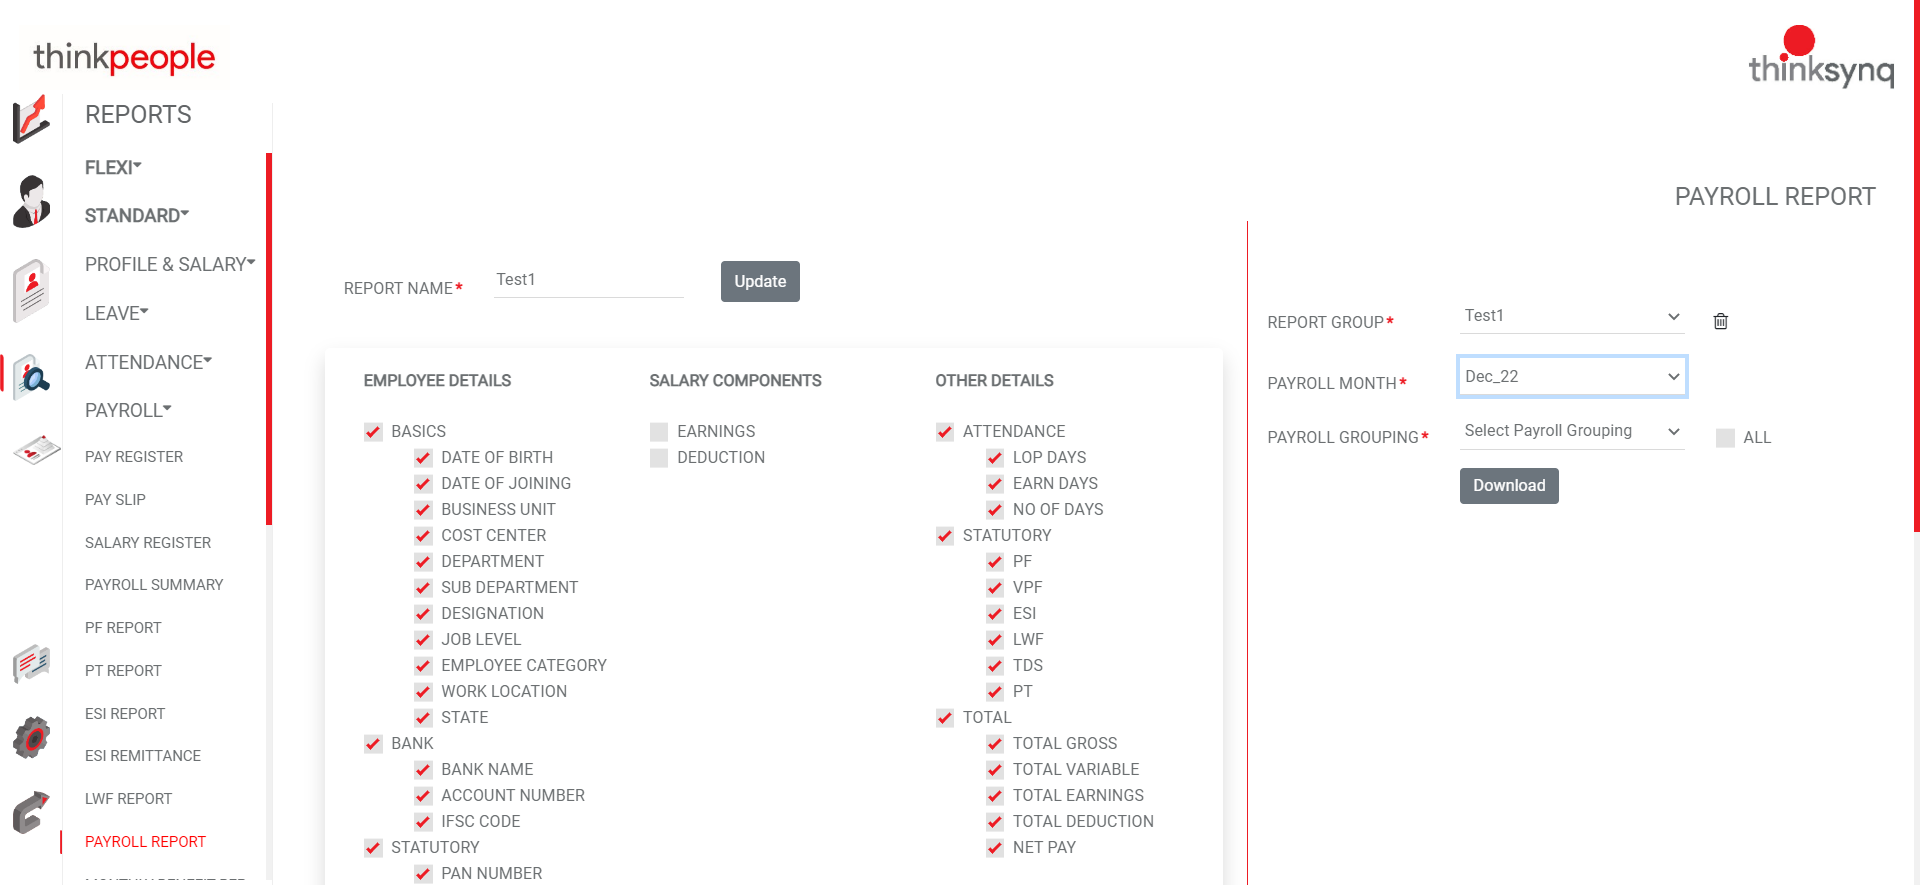 thinkpeople
thinksynq
REPORTS
FLEXI
STANDARD
PROFILE & SALARY
LEAVE
ATTENDANCE
PAYROLL
PAY REGISTER
PAY SLIP
SALARY REGISTER
PAYROLL SUMMARY
PF REPORT
PT REPORT
ESI REPORT
ESI REMITTANCE
LWF REPORT
PAYROLL REPORT
PAYROLL REPORT
REPORT NAME*
Test1
Update
EMPLOYEE DETAILS
BASICS
DATE OF BIRTH
DATE OF JOINING
BUSINESS UNIT
COST CENTER
DEPARTMENT
SUB DEPARTMENT
DESIGNATION
JOB LEVEL
EMPLOYEE CATEGORY
WORK LOCATION
STATE
BANK
BANK NAME
ACCOUNT NUMBER
IFSC CODE
STATUTORY
PAN NUMBER
SALARY COMPONENTS
EARNINGS
DEDUCTION
OTHER DETAILS
ATTENDANCE
LOP DAYS
EARN DAYS
NO OF DAYS
STATUTORY
PF
VPF
ESI
LWF
TDS
PT
TOTAL
TOTAL GROSS
TOTAL VARIABLE
TOTAL EARNINGS
TOTAL DEDUCTION
NET PAY
REPORT GROUP*
Test1
PAYROLL MONTH*
Dec_22
PAYROLL GROUPING*
Select Payroll Grouping
ALL
Download